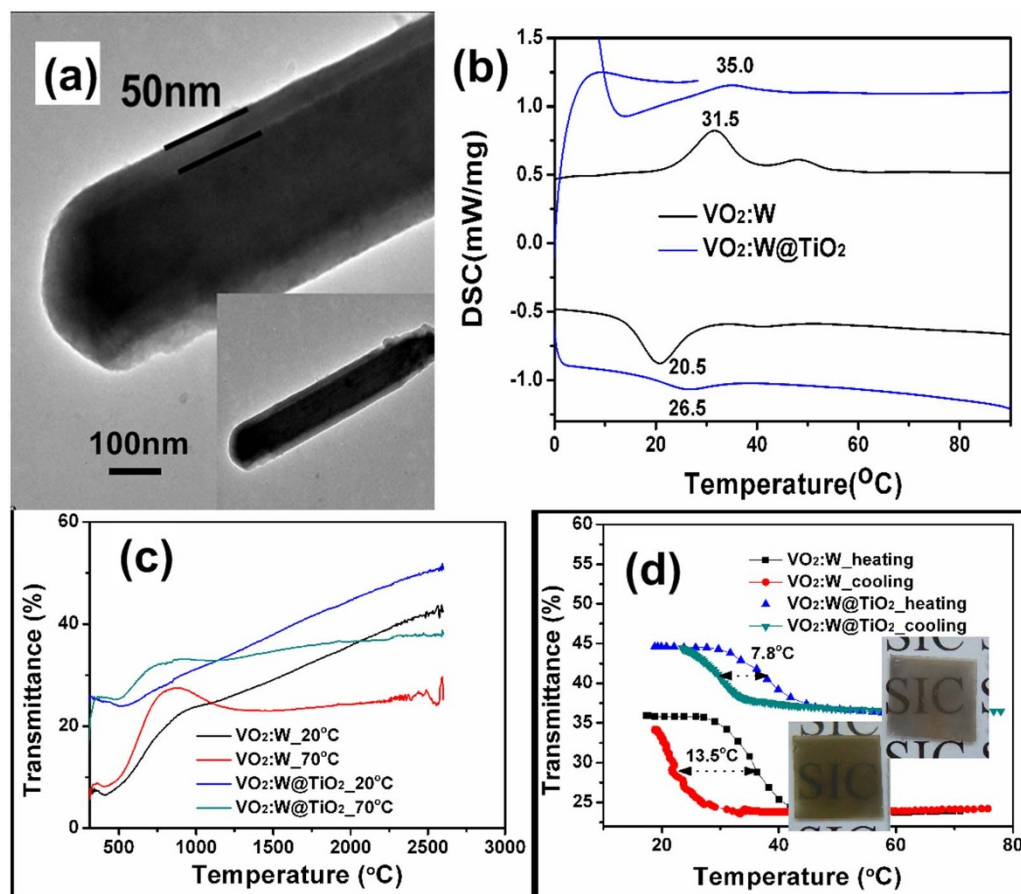 (a)
50nm
100nm
(b)
1.5
1.0
0.5
0.0
-0.5
-1.0
DSC(mW/mg)
35.0
31.5
VO₂:W
VO₂:W@TiO₂
20.5
26.5
0 20 40 60 80
Temperature(ᴼC)
(c)
60
40
20
0
Transmittance (%)
VO₂:W_20°C
VO₂:W_70°C
VO₂:W@TiO₂_20°C
VO₂:W@TiO₂_70°C
500 1000 1500 2000 2500 3000
Temperature (°C)
(d)
60
55
50
45
40
35
30
25
Transmittance (%)
VO₂:W_heating
VO₂:W_cooling
VO₂:W@TiO₂_heating
VO₂:W@TiO₂_cooling
7.8°C
13.5°C
SIC
SIC
20 40 60 80
Temperature (°C)